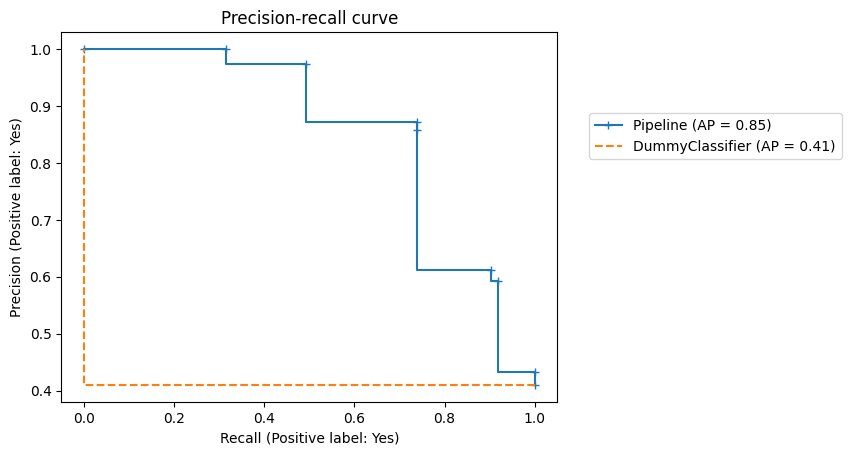 Precision-recall curve
1.0
0.9
0.8
0.7
0.6
0.5
0.4
Precision (Positive label: Yes)
0.0 0.2 0.4 0.6 0.8 1.0
Recall (Positive label: Yes)
Pipeline (AP = 0.85)
DummyClassifier (AP = 0.41)